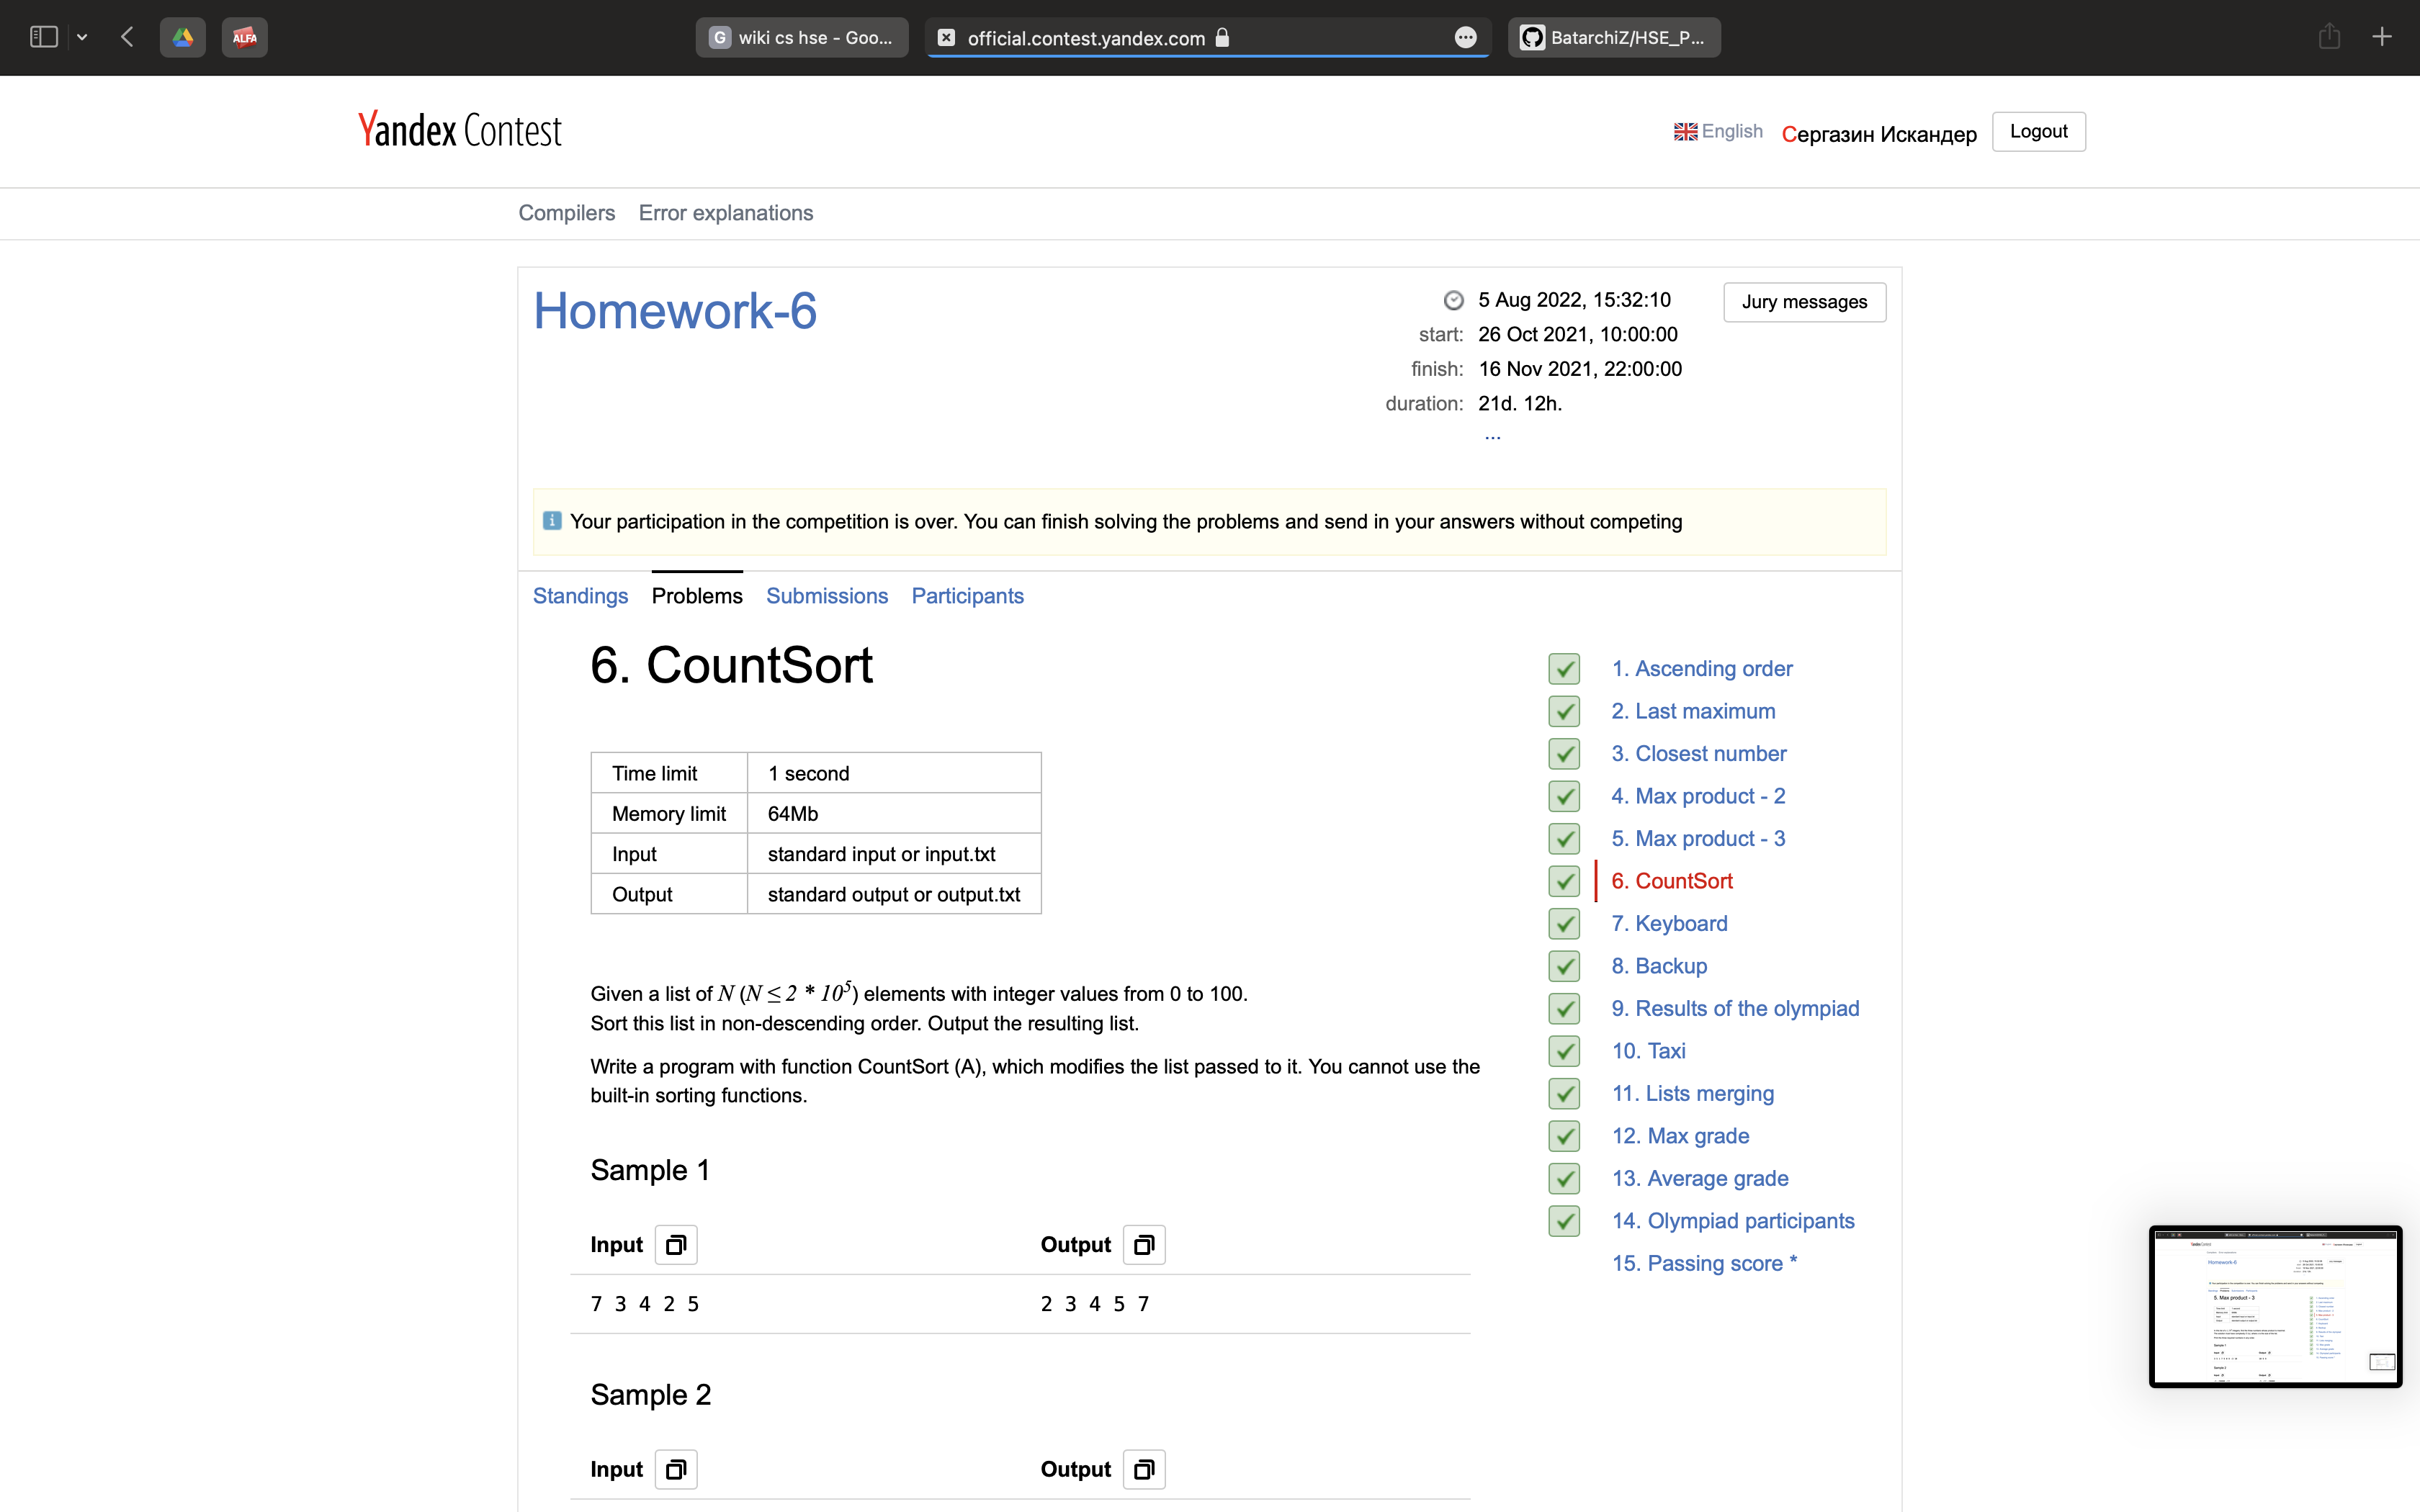 ALFA
G wiki cs hse - Goo...
official.contest.yandex.com
BatarchiZ/HSE_P...
Yandex Contest
English
Сергазин Искандер
Logout
Compilers Error explanations
Homework-6
5 Aug 2022, 15:32:10
Jury messages
start: 26 Oct 2021, 10:00:00
finish: 16 Nov 2021, 22:00:00
duration: 21d. 12h.
...
Your participation in the competition is over. You can finish solving the problems and send in your answers without competing
Standings Problems Submissions Participants
6. CountSort
Time limit 1 second
Memory limit 64Mb
Input standard input or input.txt
Output standard output or output.txt
Given a list of N (N ≤ 2 * 10⁵) elements with integer values from 0 to 100.
Sort this list in non-descending order. Output the resulting list.
Write a program with function CountSort (A), which modifies the list passed to it. You cannot use the
built-in sorting functions.
Sample 1
Input Output
7 3 4 2 5 2 3 4 5 7
Sample 2
Input Output
1. Ascending order
2. Last maximum
3. Closest number
4. Max product - 2
5. Max product - 3
6. CountSort
7. Keyboard
8. Backup
9. Results of the olympiad
10. Taxi
11. Lists merging
12. Max grade
13. Average grade
14. Olympiad participants
15. Passing score *
Homework-6
5. Max product - 3